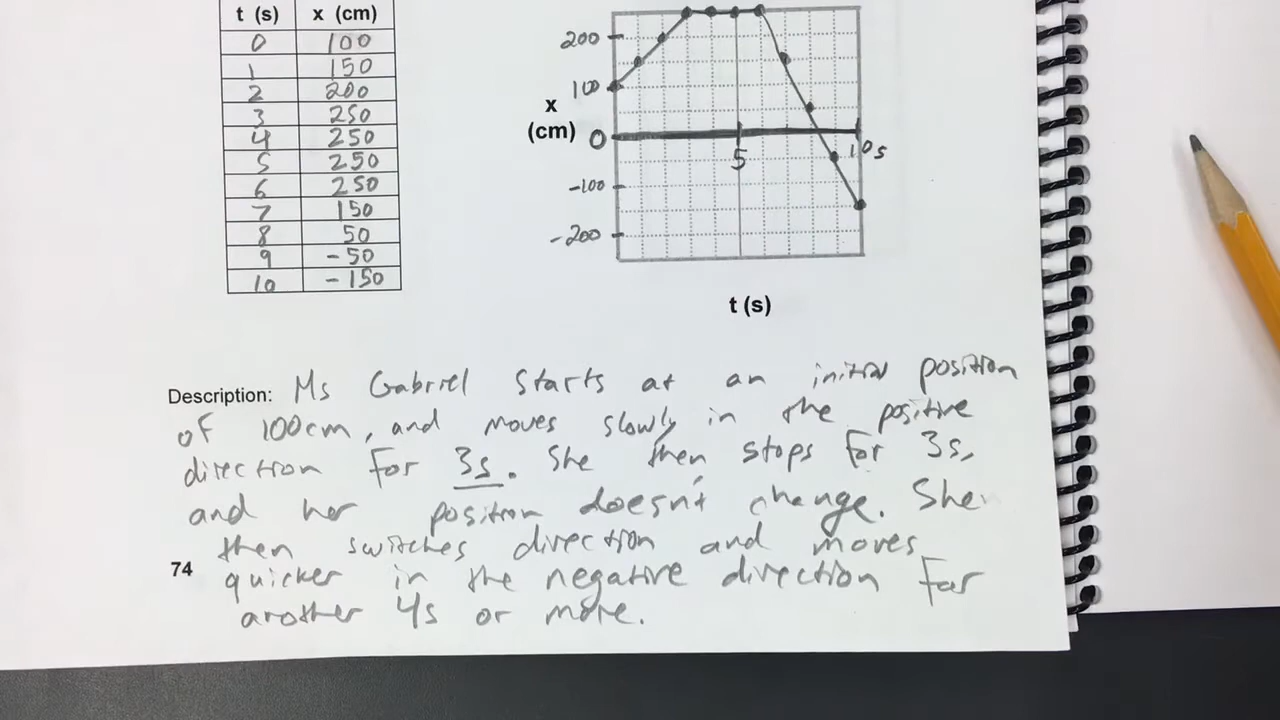 t (s) x (cm)
0 100
1 150
2 200
3 250
4 250
5 250
6 250
7 150
8 50
9 -50
10 -150
200
100
x
(cm)
0
-100
-200
5
10s
t (s)
Description: Ms Gabriel starts at an initial position
of 100cm, and moves slowly in the positive
direction for 3s. She then stops for 3s,
and her position doesn't change. She
then switches direction and moves
quicker in the negative direction for
another 4s or more.
74